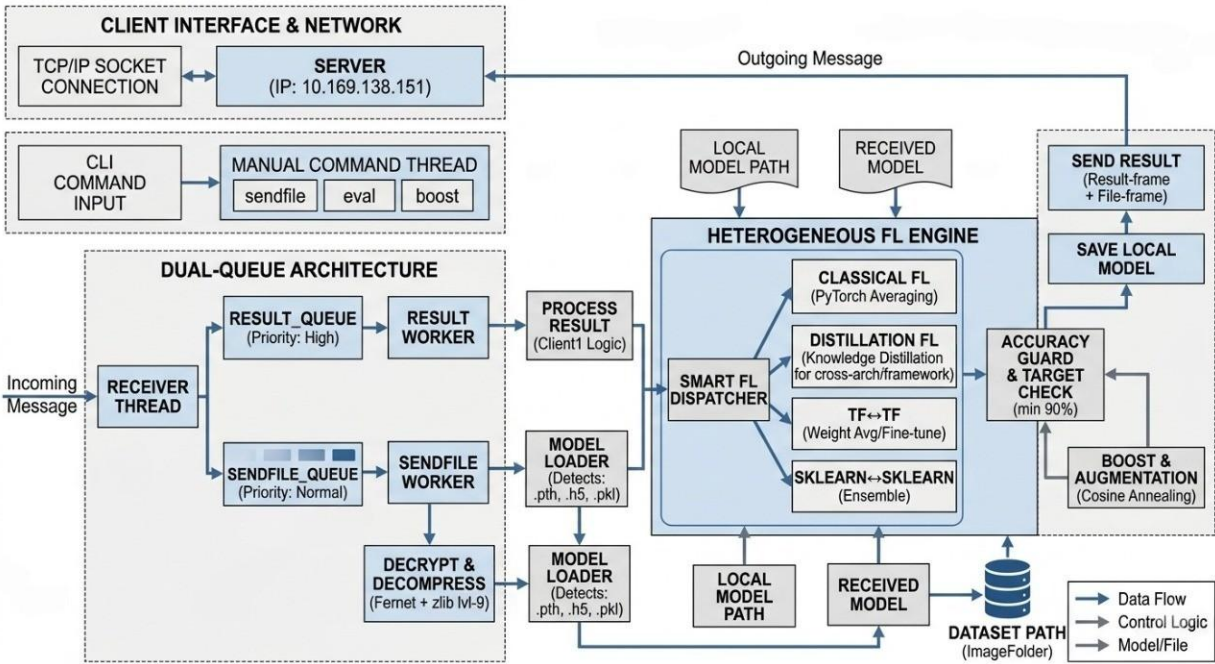 CLIENT INTERFACE & NETWORK
TCP/IP SOCKET
CONNECTION
SERVER
(IP: 10.169.138.151)
Outgoing Message
CLI
COMMAND
INPUT
MANUAL COMMAND THREAD
sendfile
eval
boost
LOCAL
MODEL PATH
RECEIVED
MODEL
SEND RESULT
(Result-frame
+ File-frame)
SAVE LOCAL
MODEL
DUAL-QUEUE ARCHITECTURE
Incoming
Message
RECEIVER
THREAD
RESULT_QUEUE
(Priority: High)
RESULT
WORKER
PROCESS
RESULT
(Client1 Logic)
SENDFILE_QUEUE
(Priority: Normal)
SENDFILE
WORKER
MODEL
LOADER
(Detects:
.pth, .h5, .pkl)
DECRYPT &
DECOMPRESS
(Fernet + zlib lvl-9)
MODEL
LOADER
(Detects:
.pth, .h5, .pkl)
HETEROGENEOUS FL ENGINE
SMART FL
DISPATCHER
CLASSICAL FL
(PyTorch Averaging)
DISTILLATION FL
(Knowledge Distillation
for cross-arch/framework)
TF↔TF
(Weight Avg/Fine-tune)
SKLEARN↔SKLEARN
(Ensemble)
ACCURACY
GUARD
& TARGET
CHECK
(min 90%)
BOOST &
AUGMENTATION
(Cosine Annealing)
LOCAL
MODEL
PATH
RECEIVED
MODEL
DATASET PATH
(ImageFolder)
Data Flow
Control Logic
Model/File